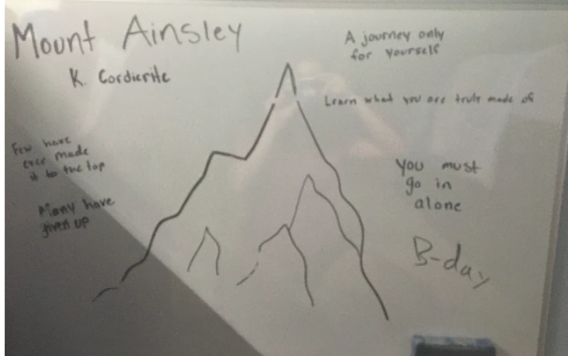 Mount Ainsley
K. Cordierite
A journey only
for yourself
Learn what you are truly made of
Few have
ever made
it to the top
Many have
given up
You must
go in
alone
B-day